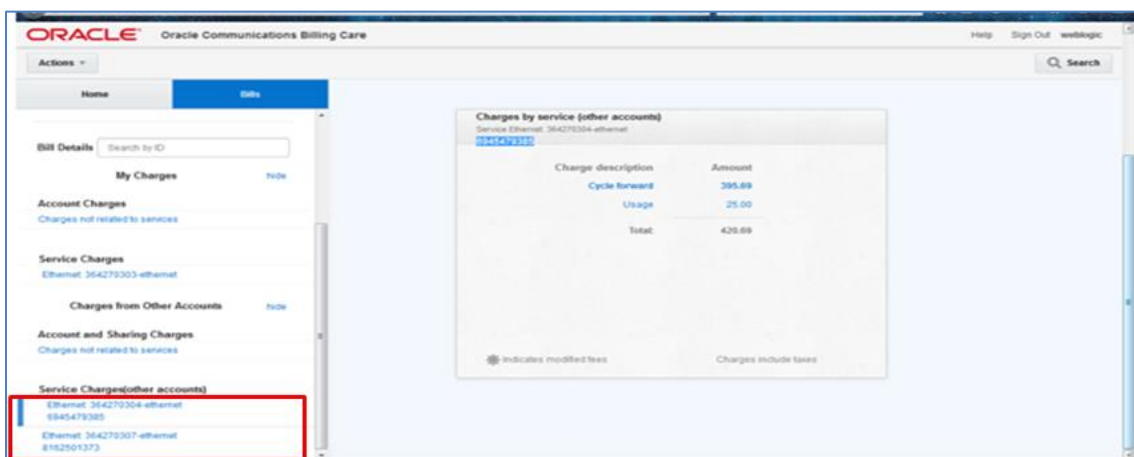 ORACLE Oracle Communications Billing Care
Help Sign Out weblogic
Actions
Search
Home Bills
Bill Details Search by ID
My Charges hide
Account Charges
Charges not related to services
Service Charges
Ethernet: 364270303-ethernet
Charges from Other Accounts hide
Account and Sharing Charges
Charges not related to services
Service Charges(other accounts)
Ethernet: 364270304-ethernet
6945479385
Ethernet: 364270307-ethernet
8162501373
Charges by service (other accounts)
Service Ethernet: 364270304-ethernet
6945479385
Charge description Amount
Cycle forward 395.69
Usage 25.00
Total: 420.69
Indicates modified fees Charges include taxes